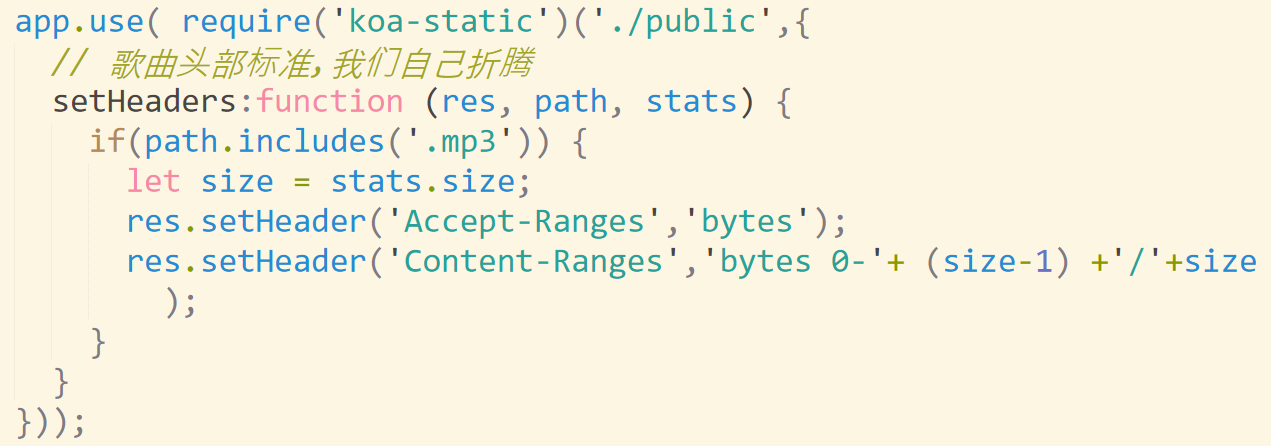 app.use( require('koa-static')('./public',{
// 歌曲头部标准,我们自己折腾
setHeaders:function (res, path, stats) {
if(path.includes('.mp3')) {
let size = stats.size;
res.setHeader('Accept-Ranges','bytes');
res.setHeader('Content-Ranges','bytes 0-'+ (size-1) +'/'+size
);
}
}
}));